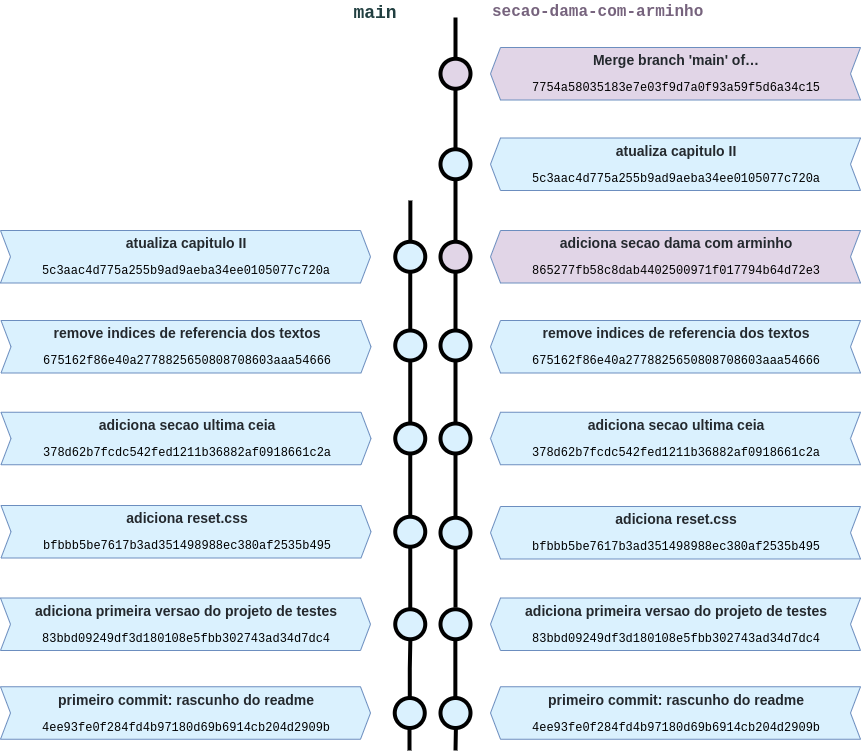 main
secao-dama-com-arminho
Merge branch 'main' of…
7754a58035183e7e03f9d7a0f93a59f5d6a34c15
atualiza capitulo II
5c3aac4d775a255b9ad9aeba34ee0105077c720a
atualiza capitulo II
5c3aac4d775a255b9ad9aeba34ee0105077c720a
adiciona secao dama com arminho
865277fb58c8dab4402500971f017794b64d72e3
remove indices de referencia dos textos
675162f86e40a2778825650808708603aaa54666
remove indices de referencia dos textos
675162f86e40a2778825650808708603aaa54666
adiciona secao ultima ceia
378d62b7fcdc542fed1211b36882af0918661c2a
adiciona secao ultima ceia
378d62b7fcdc542fed1211b36882af0918661c2a
adiciona reset.css
bfbbb5be7617b3ad351498988ec380af2535b495
adiciona reset.css
bfbbb5be7617b3ad351498988ec380af2535b495
adiciona primeira versao do projeto de testes
83bbd09249df3d180108e5fbb302743ad34d7dc4
adiciona primeira versao do projeto de testes
83bbd09249df3d180108e5fbb302743ad34d7dc4
primeiro commit: rascunho do readme
4ee93fe0f284fd4b97180d69b6914cb204d2909b
primeiro commit: rascunho do readme
4ee93fe0f284fd4b97180d69b6914cb204d2909b